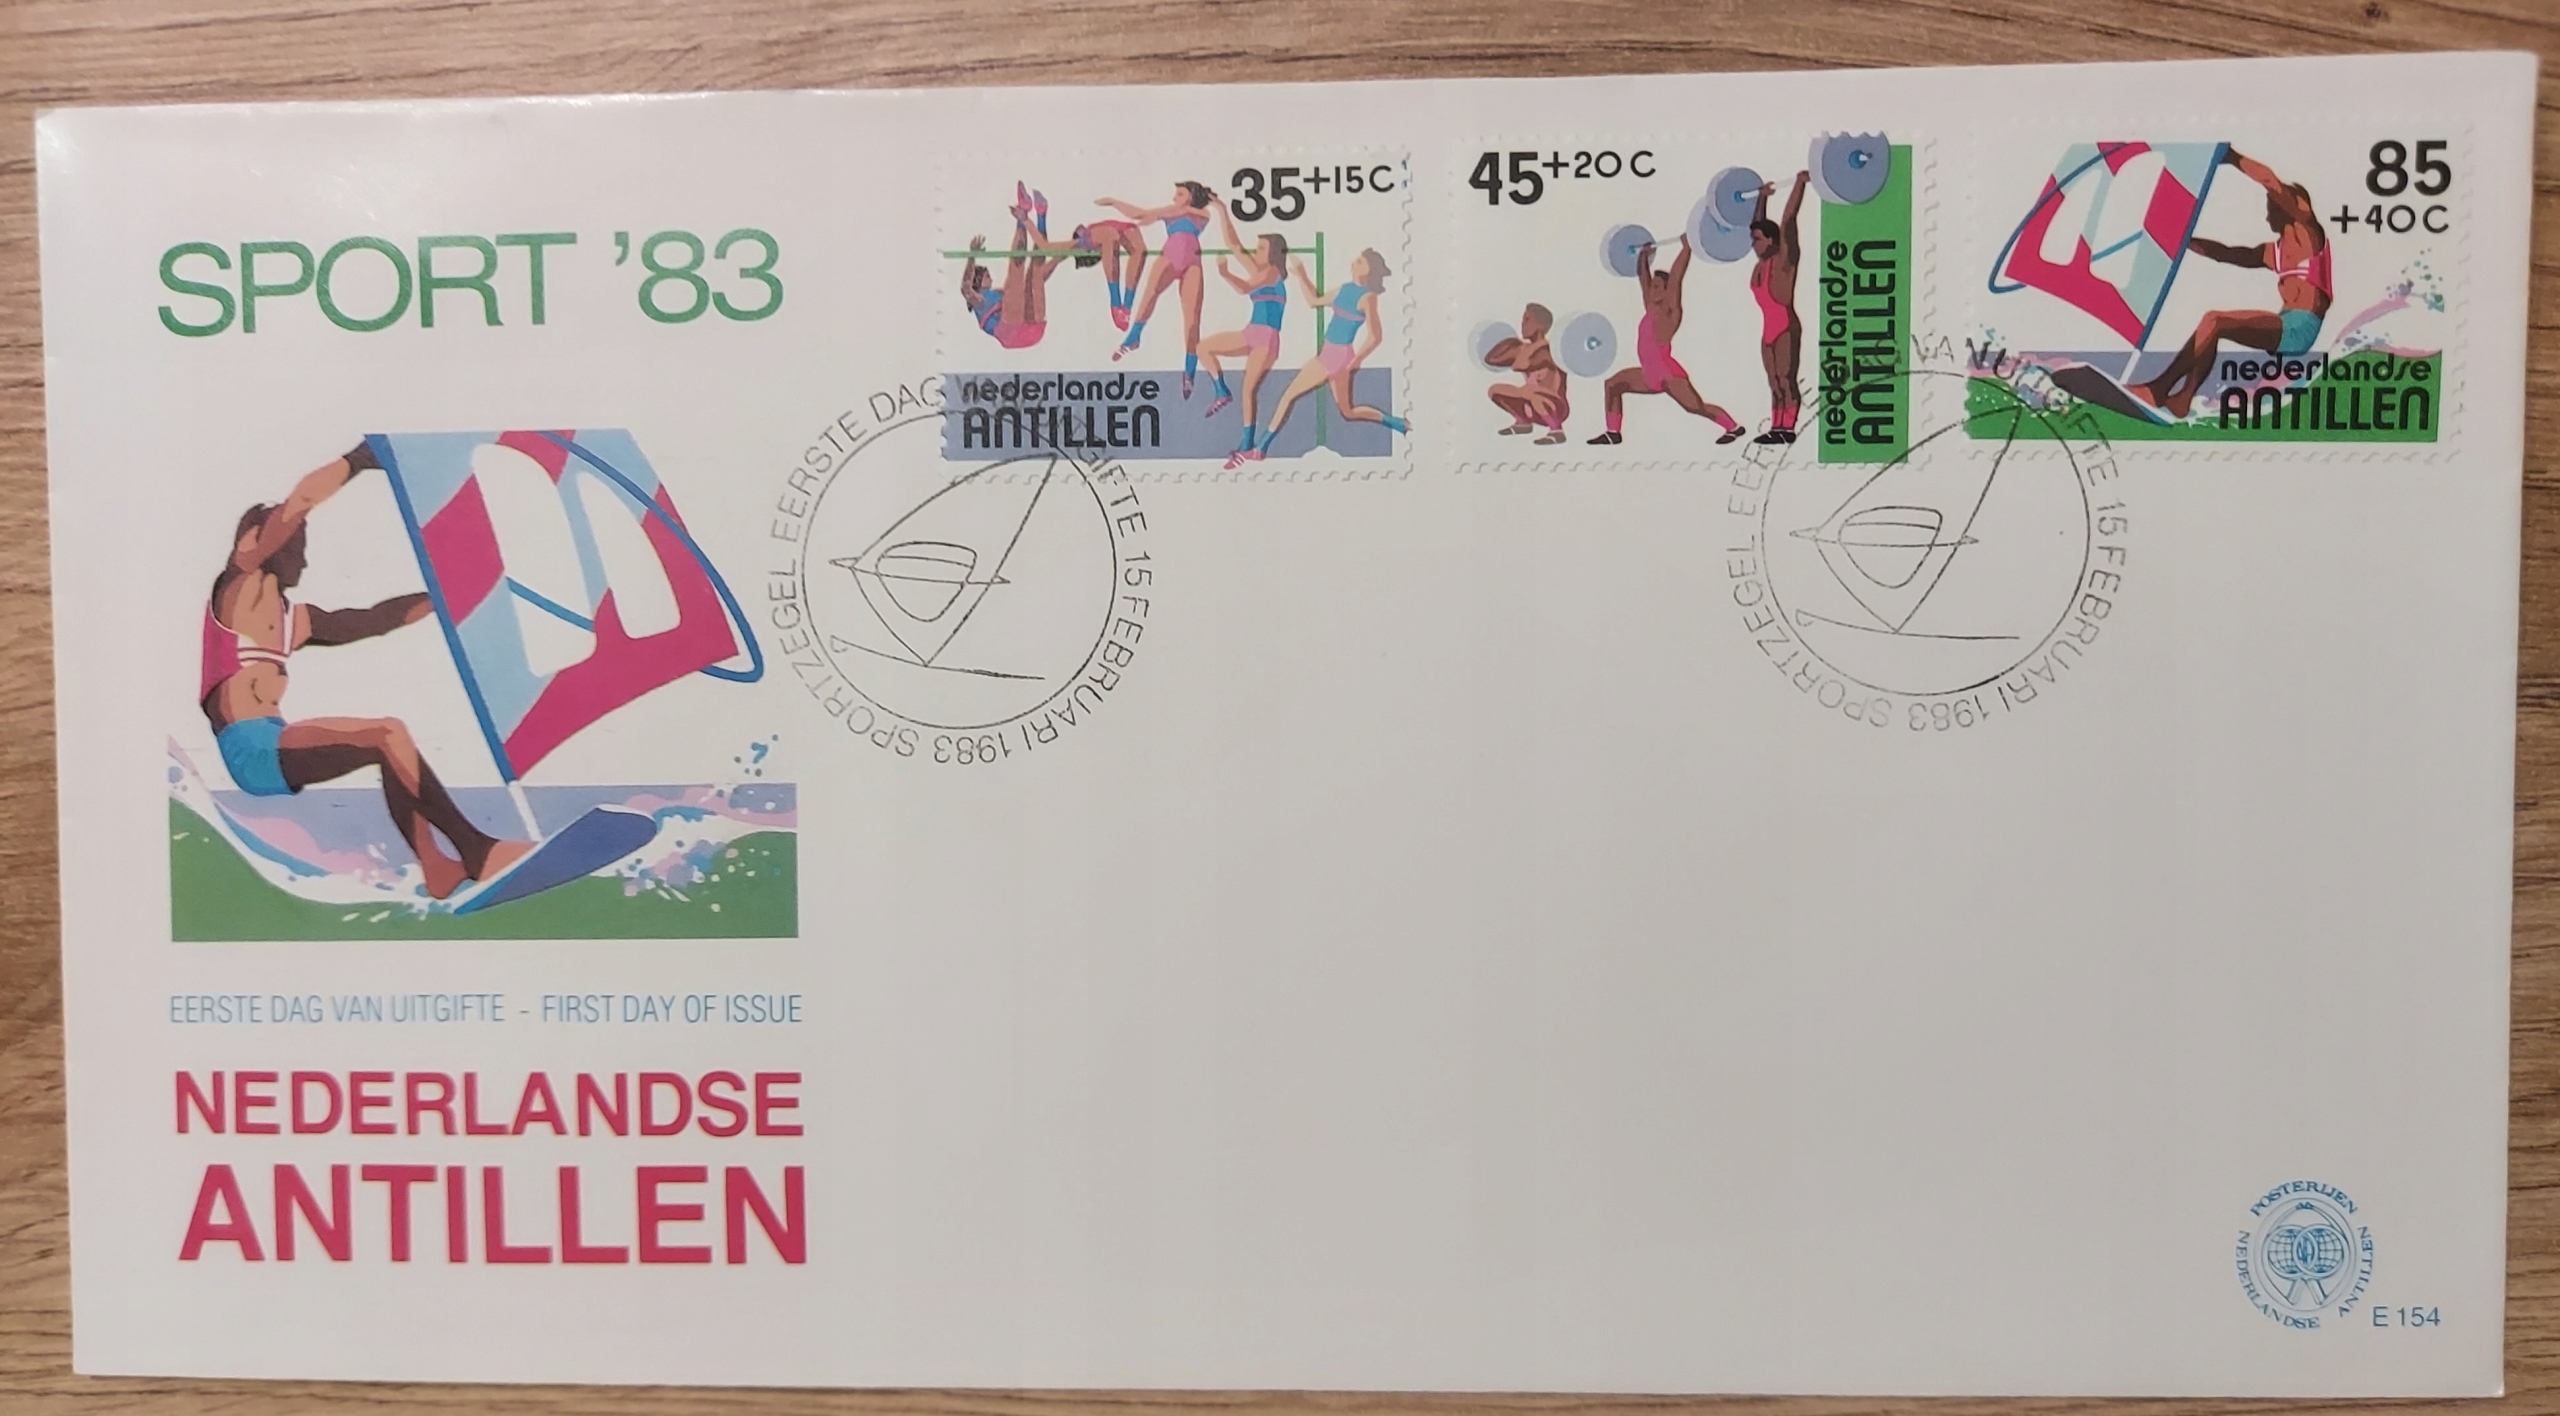 SPORT '83
35+15C
nederlandse
ANTILLEN
45+20C
nederlandse
ANTILLEN
85
+40C
nederlandse
ANTILLEN
SPORTZEGEL EERSTE DAG VAN UITGIFTE 15 FEBRUARI 1983
SPORTZEGEL EERSTE DAG VAN UITGIFTE 15 FEBRUARI 1983
EERSTE DAG VAN UITGIFTE - FIRST DAY OF ISSUE
NEDERLANDSE
ANTILLEN
POSTERIJEN NEDERLANDSE ANTILLEN
E 154